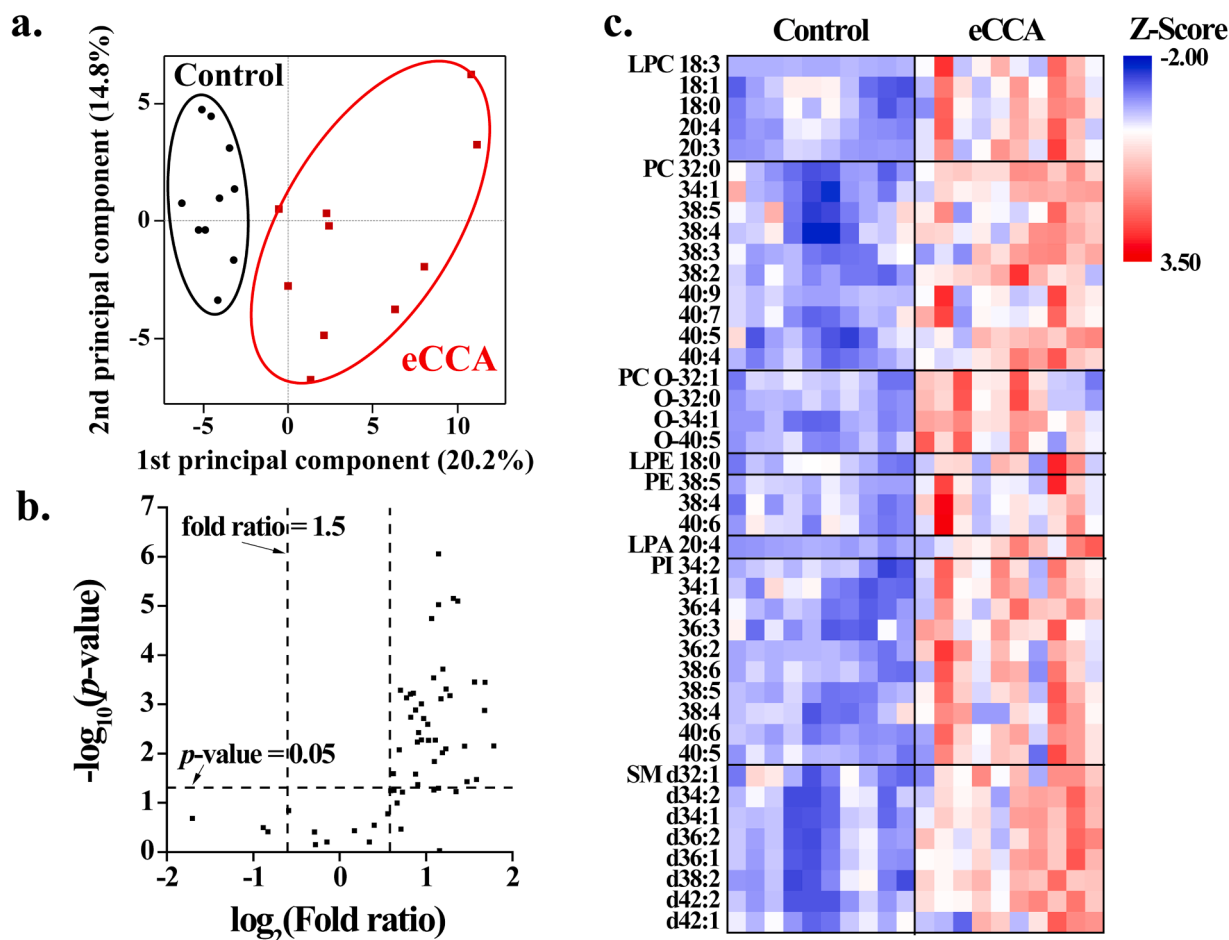 a.
Control
eCCA
2nd principal component (14.8%)
5
0
-5
-5
0
5
10
1st principal component (20.2%)
b.
fold ratio = 1.5
p-value = 0.05
-log10(p-value)
7
6
5
4
3
2
1
0
-2
-1
0
1
2
log2(Fold ratio)
c.
Control
eCCA
Z-Score
-2.00
3.50
LPC 18:3
18:1
18:0
20:4
20:3
PC 32:0
34:1
38:5
38:4
38:3
38:2
40:9
40:7
40:5
40:4
PC O-32:1
O-32:0
O-34:1
O-40:5
LPE 18:0
PE 38:5
38:4
40:6
LPA 20:4
PI 34:2
34:1
36:4
36:3
36:2
38:6
38:5
38:4
40:6
40:5
SM d32:1
d34:2
d34:1
d36:2
d36:1
d38:2
d42:2
d42:1